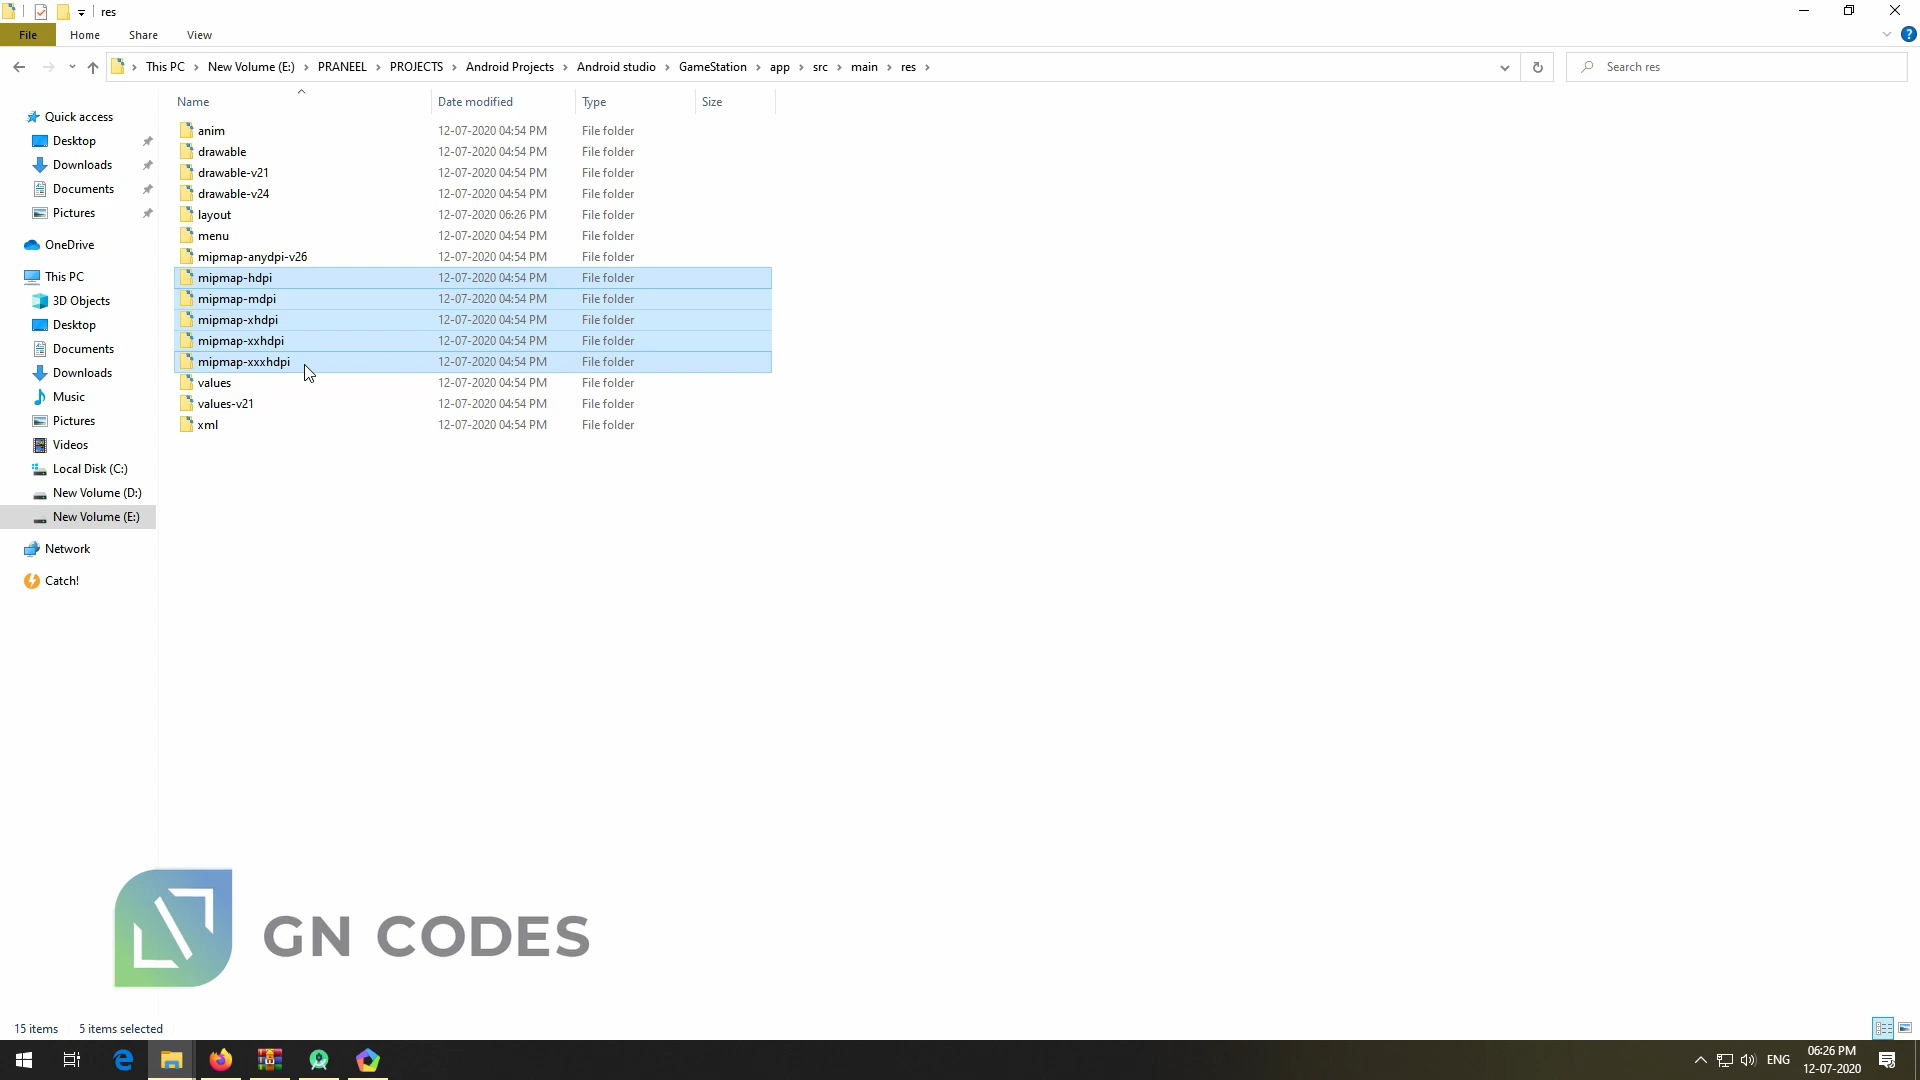 res
File Home Share View
This PC New Volume (E:) PRANEEL PROJECTS Android Projects Android studio GameStation app src main res
Search res
Name Date modified Type Size
Quick access
Desktop
Downloads
Documents
Pictures
OneDrive
This PC
3D Objects
Desktop
Documents
Downloads
Music
Pictures
Videos
Local Disk (C:)
New Volume (D:)
New Volume (E:)
Network
Catch!
anim 12-07-2020 04:54 PM File folder
drawable 12-07-2020 04:54 PM File folder
drawable-v21 12-07-2020 04:54 PM File folder
drawable-v24 12-07-2020 04:54 PM File folder
layout 12-07-2020 06:26 PM File folder
menu 12-07-2020 04:54 PM File folder
mipmap-anydpi-v26 12-07-2020 04:54 PM File folder
mipmap-hdpi 12-07-2020 04:54 PM File folder
mipmap-mdpi 12-07-2020 04:54 PM File folder
mipmap-xhdpi 12-07-2020 04:54 PM File folder
mipmap-xxhdpi 12-07-2020 04:54 PM File folder
mipmap-xxxhdpi 12-07-2020 04:54 PM File folder
values 12-07-2020 04:54 PM File folder
values-v21 12-07-2020 04:54 PM File folder
xml 12-07-2020 04:54 PM File folder
GN CODES
15 items 5 items selected
ENG
06:26 PM
12-07-2020